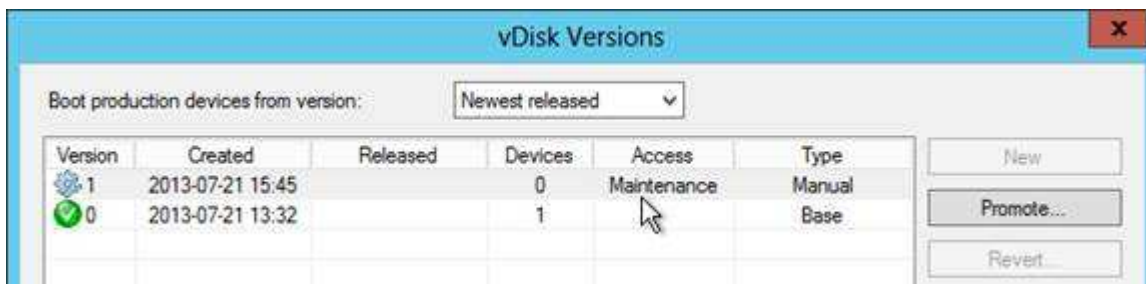 vDisk Versions
x
Boot production devices from version: Newest released
Version Created Released Devices Access Type New
1 2013-07-21 15:45 0 Maintenance Manual
Promote...
0 2013-07-21 13:32 1 Base
Revert...